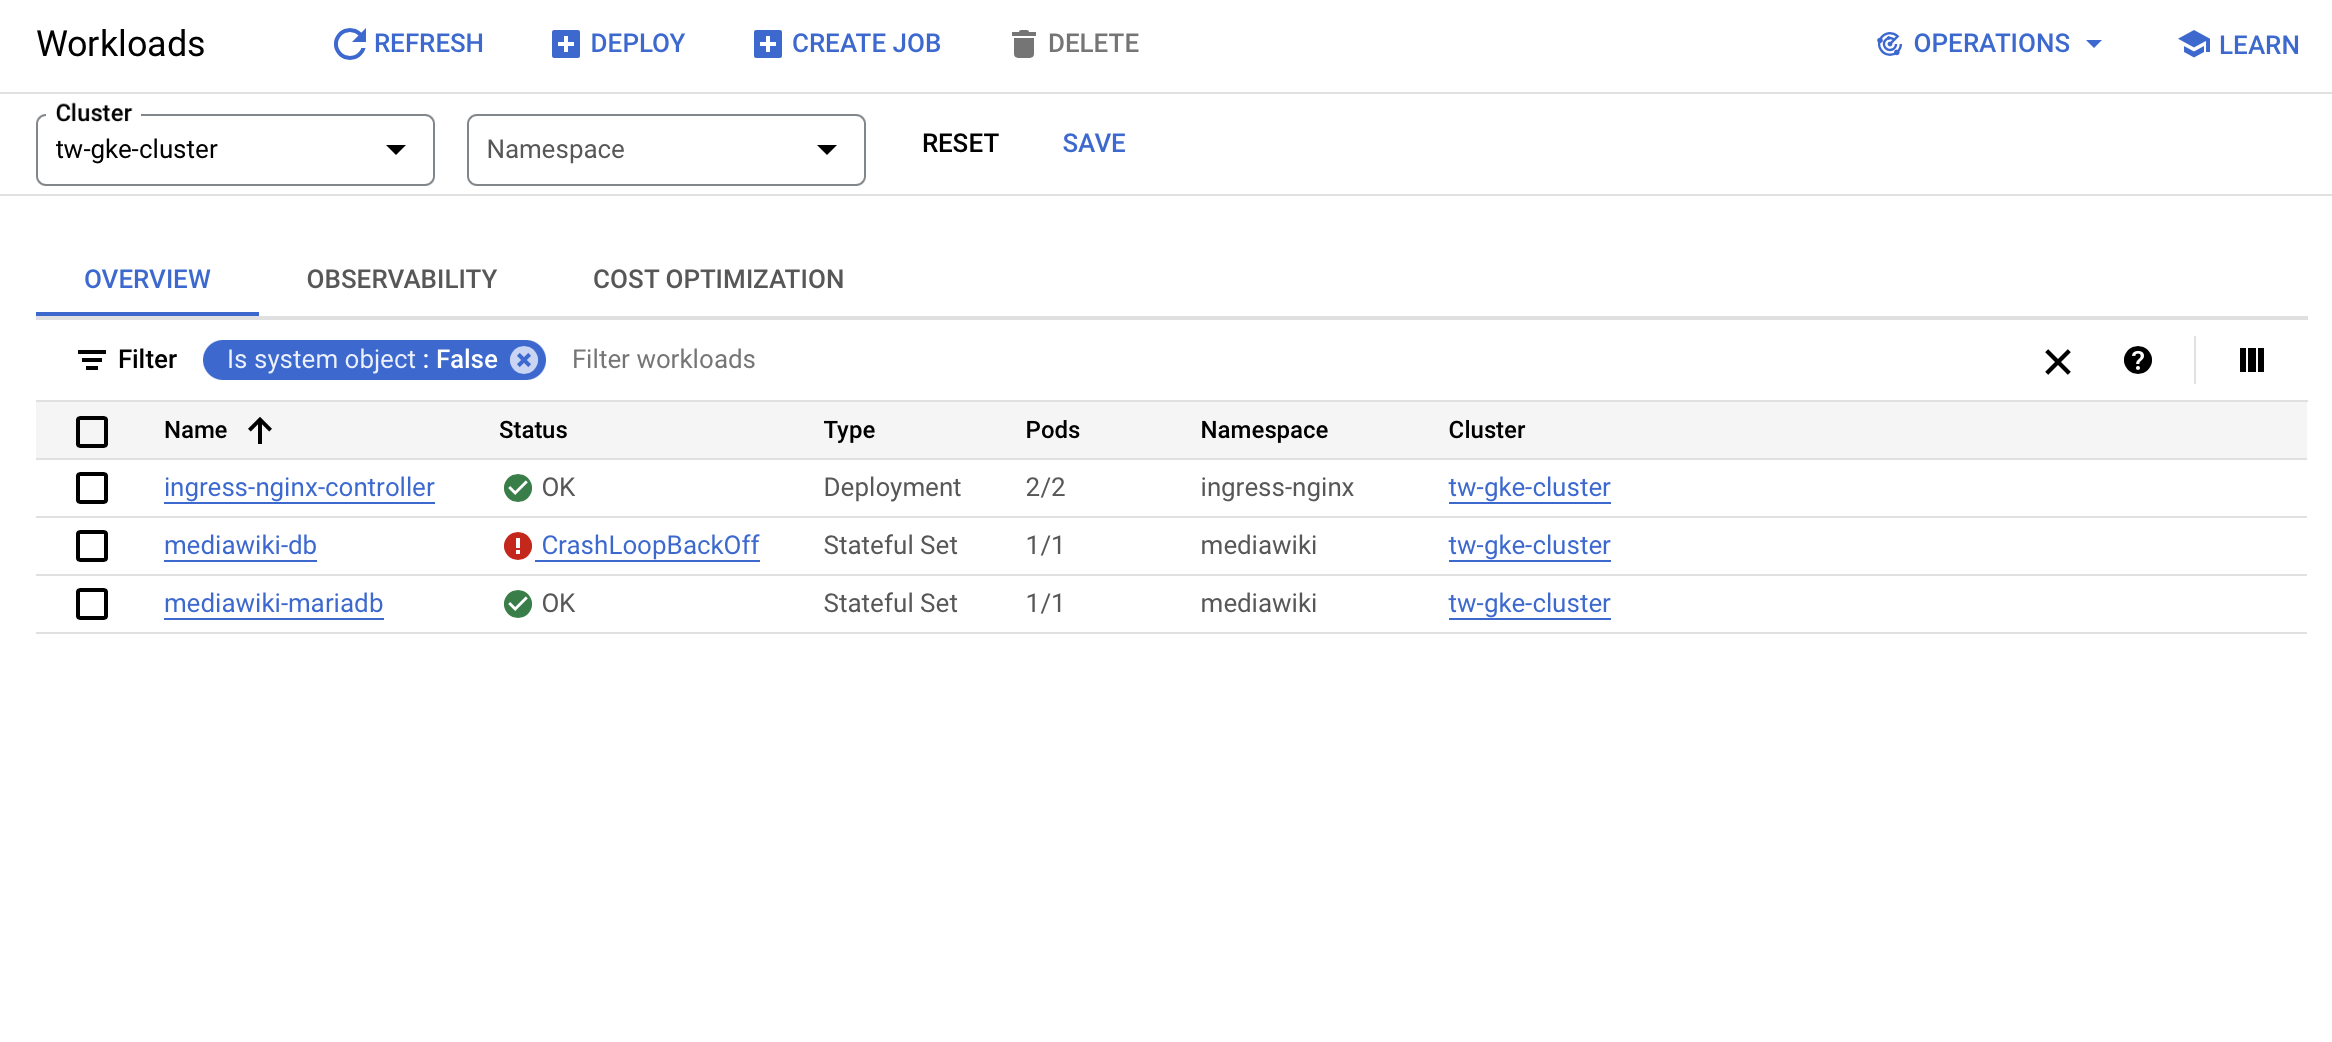 Workloads REFRESH DEPLOY CREATE JOB DELETE OPERATIONS LEARN
Cluster
tw-gke-cluster Namespace RESET SAVE
OVERVIEW OBSERVABILITY COST OPTIMIZATION
Filter Is system object : False Filter workloads
Name Status Type Pods Namespace Cluster
ingress-nginx-controller OK Deployment 2/2 ingress-nginx tw-gke-cluster
mediawiki-db CrashLoopBackOff Stateful Set 1/1 mediawiki tw-gke-cluster
mediawiki-mariadb OK Stateful Set 1/1 mediawiki tw-gke-cluster